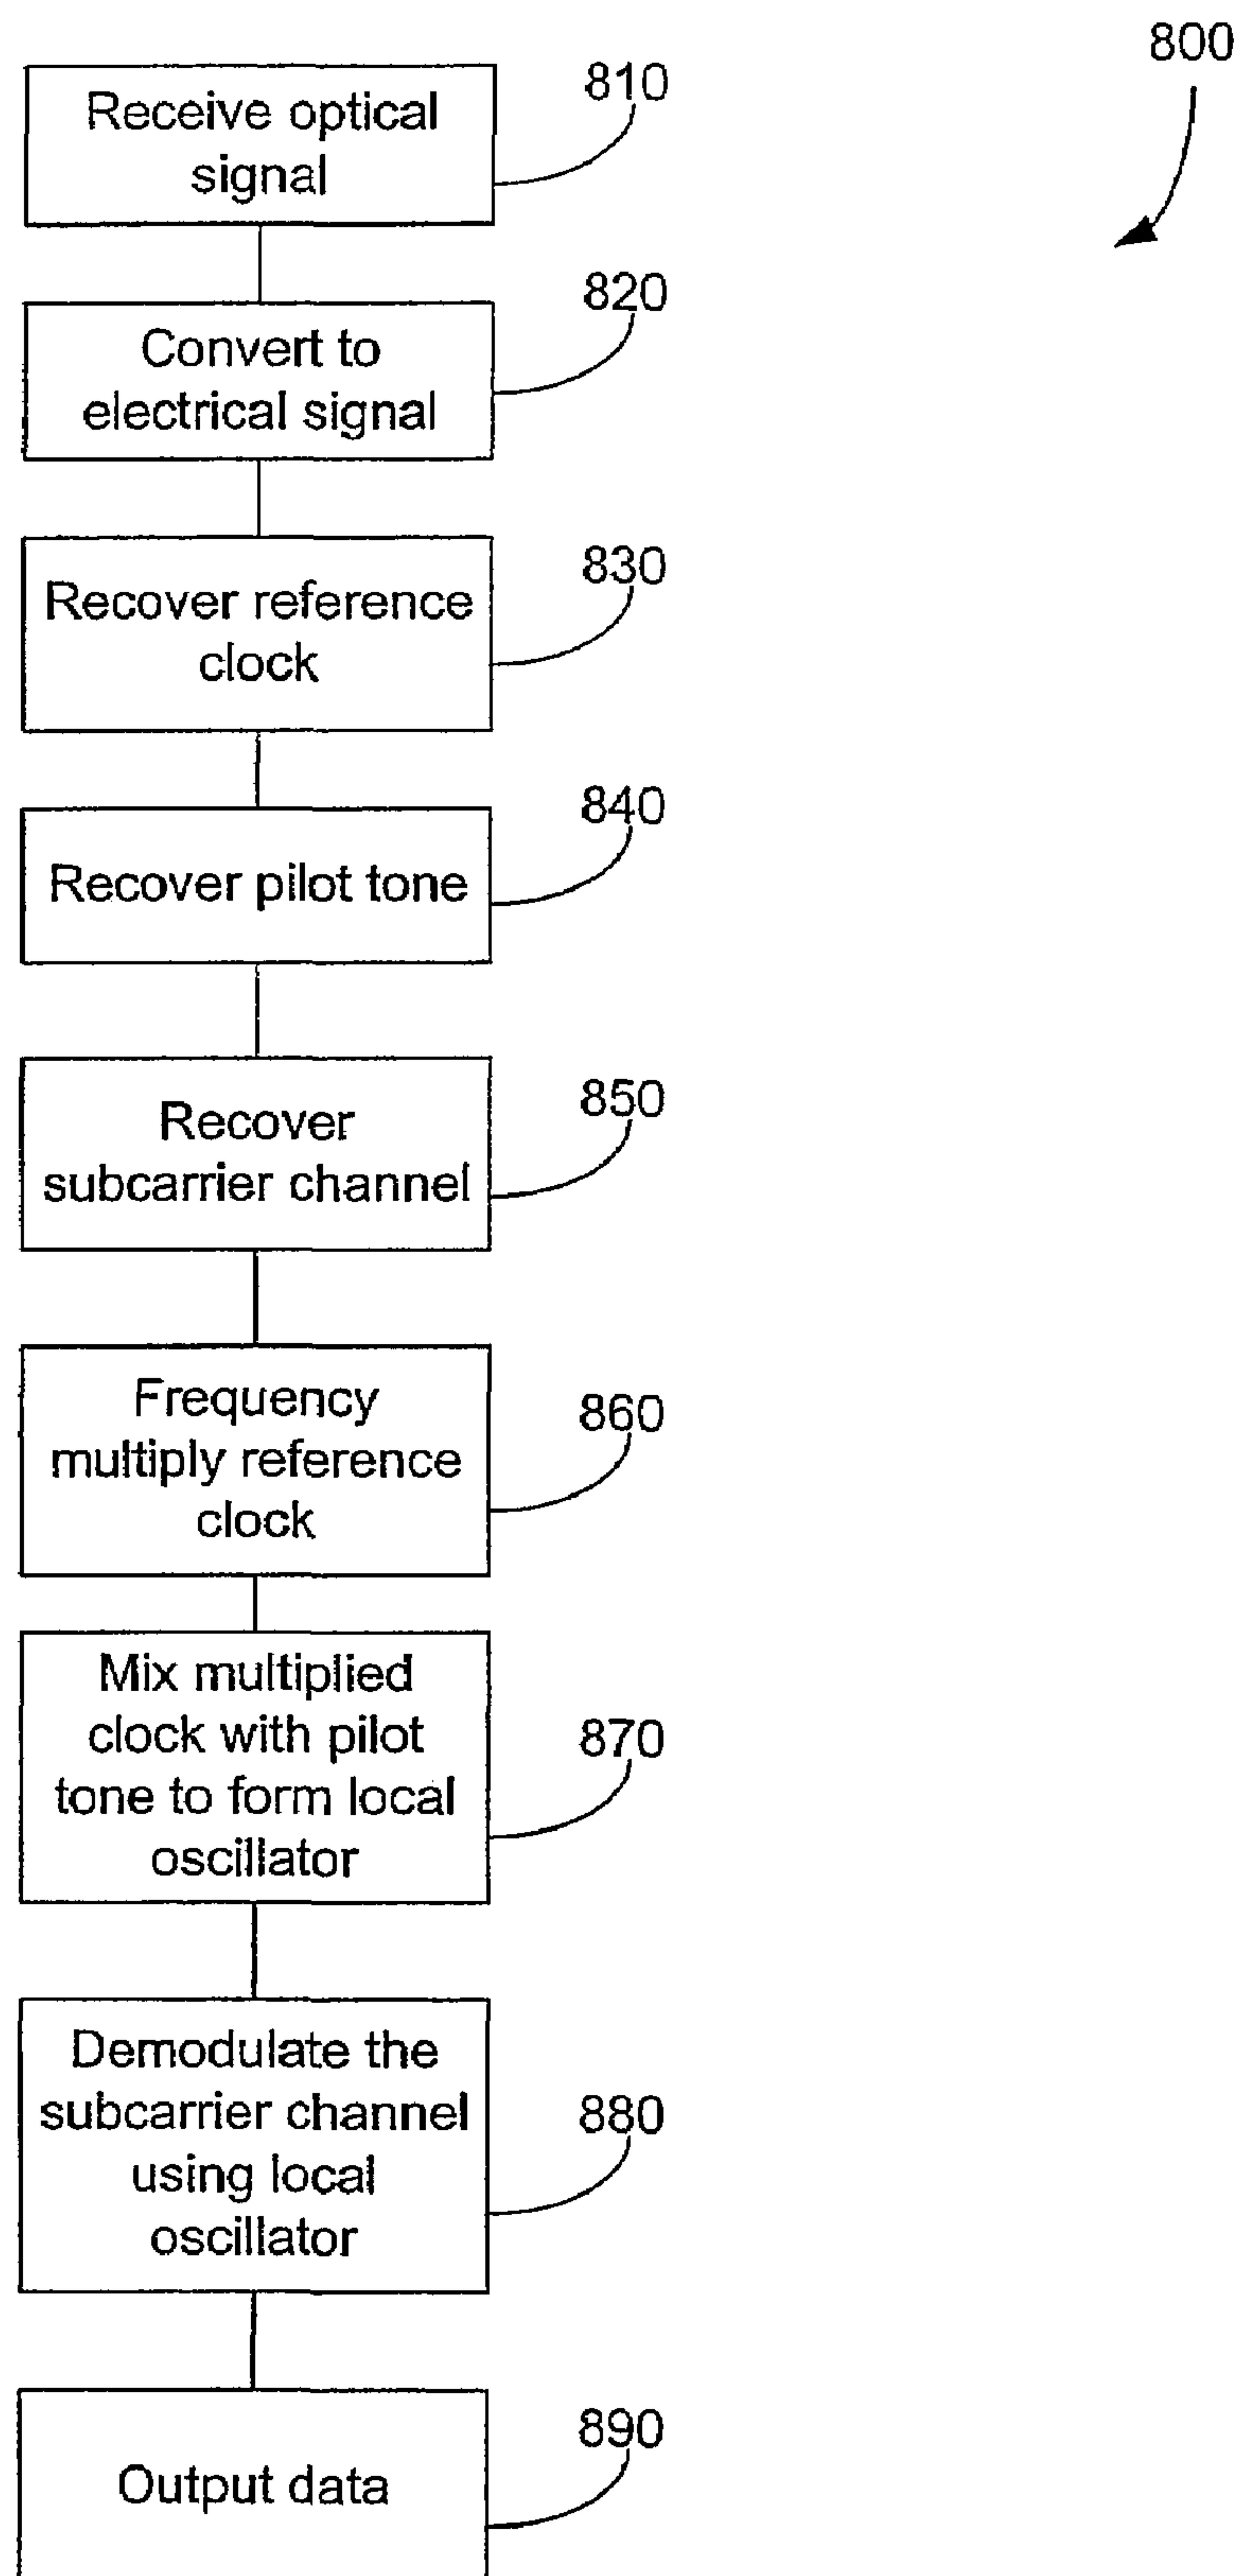 800
810
Receive optical
signal
820
Convert to
electrical signal
830
Recover reference
clock
840
Recover pilot tone
850
Recover
subcarrier channel
860
Frequency
multiply reference
clock
870
Mix multiplied
clock with pilot
tone to form local
oscillator
880
Demodulate the
subcarrier channel
using local
oscillator
890
Output data